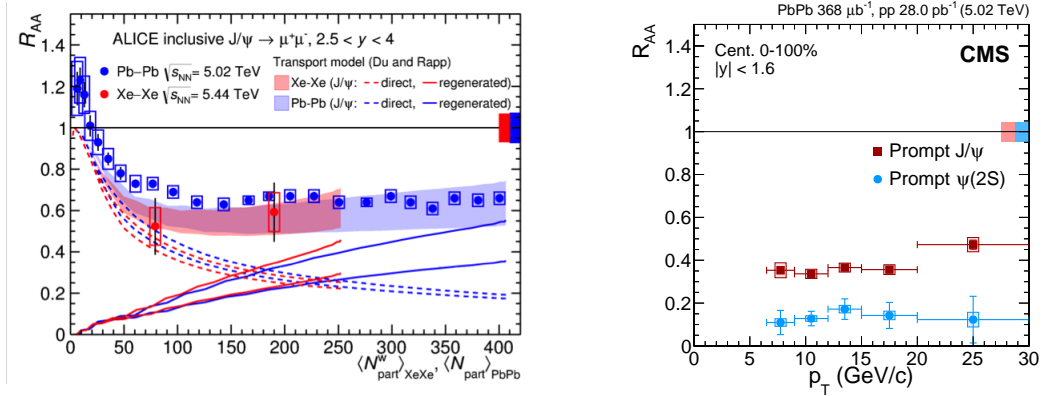 R_AA
1.4
1.2
1
0.8
0.6
0.4
0.2
0
ALICE inclusive J/ψ → μ⁺μ⁻, 2.5 < y < 4
Pb–Pb √s_NN = 5.02 TeV
Xe–Xe √s_NN = 5.44 TeV
Transport model (Du and Rapp)
Xe-Xe (J/ψ: direct, regenerated)
Pb-Pb (J/ψ: direct, regenerated)
0 50 100 150 200 250 300 350 400
⟨N^w_part⟩_XeXe, ⟨N_part⟩_PbPb
PbPb 368 μb⁻¹, pp 28.0 pb⁻¹ (5.02 TeV)
R_AA
1.4
1.2
1
0.8
0.6
0.4
0.2
0
Cent. 0-100%
|y| < 1.6
CMS
Prompt J/ψ
Prompt ψ(2S)
0 5 10 15 20 25 30
p_T (GeV/c)